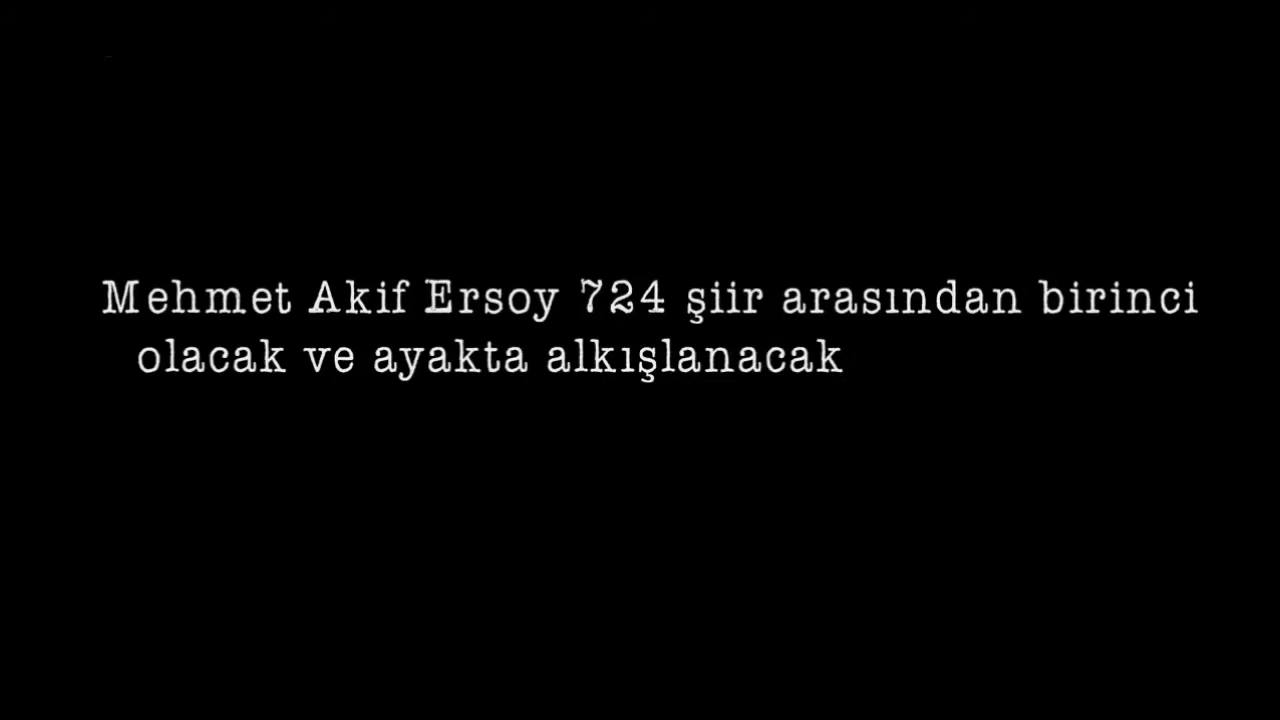 Mehmet Akif Ersoy 724 şiir arasından birinci
olacak ve ayakta alkışlanacak